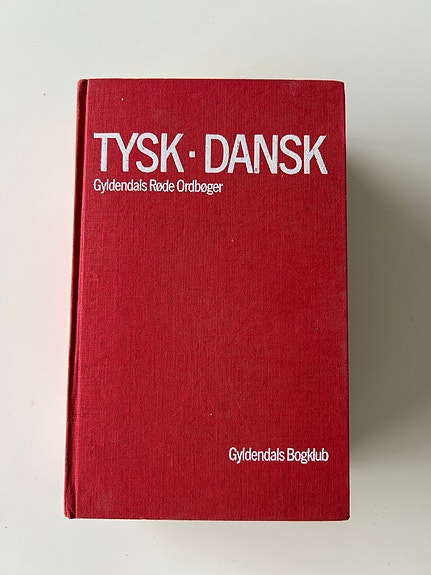 TYSK · DANSK
Gyldendals Røde Ordbøger
Gyldendals Bogklub